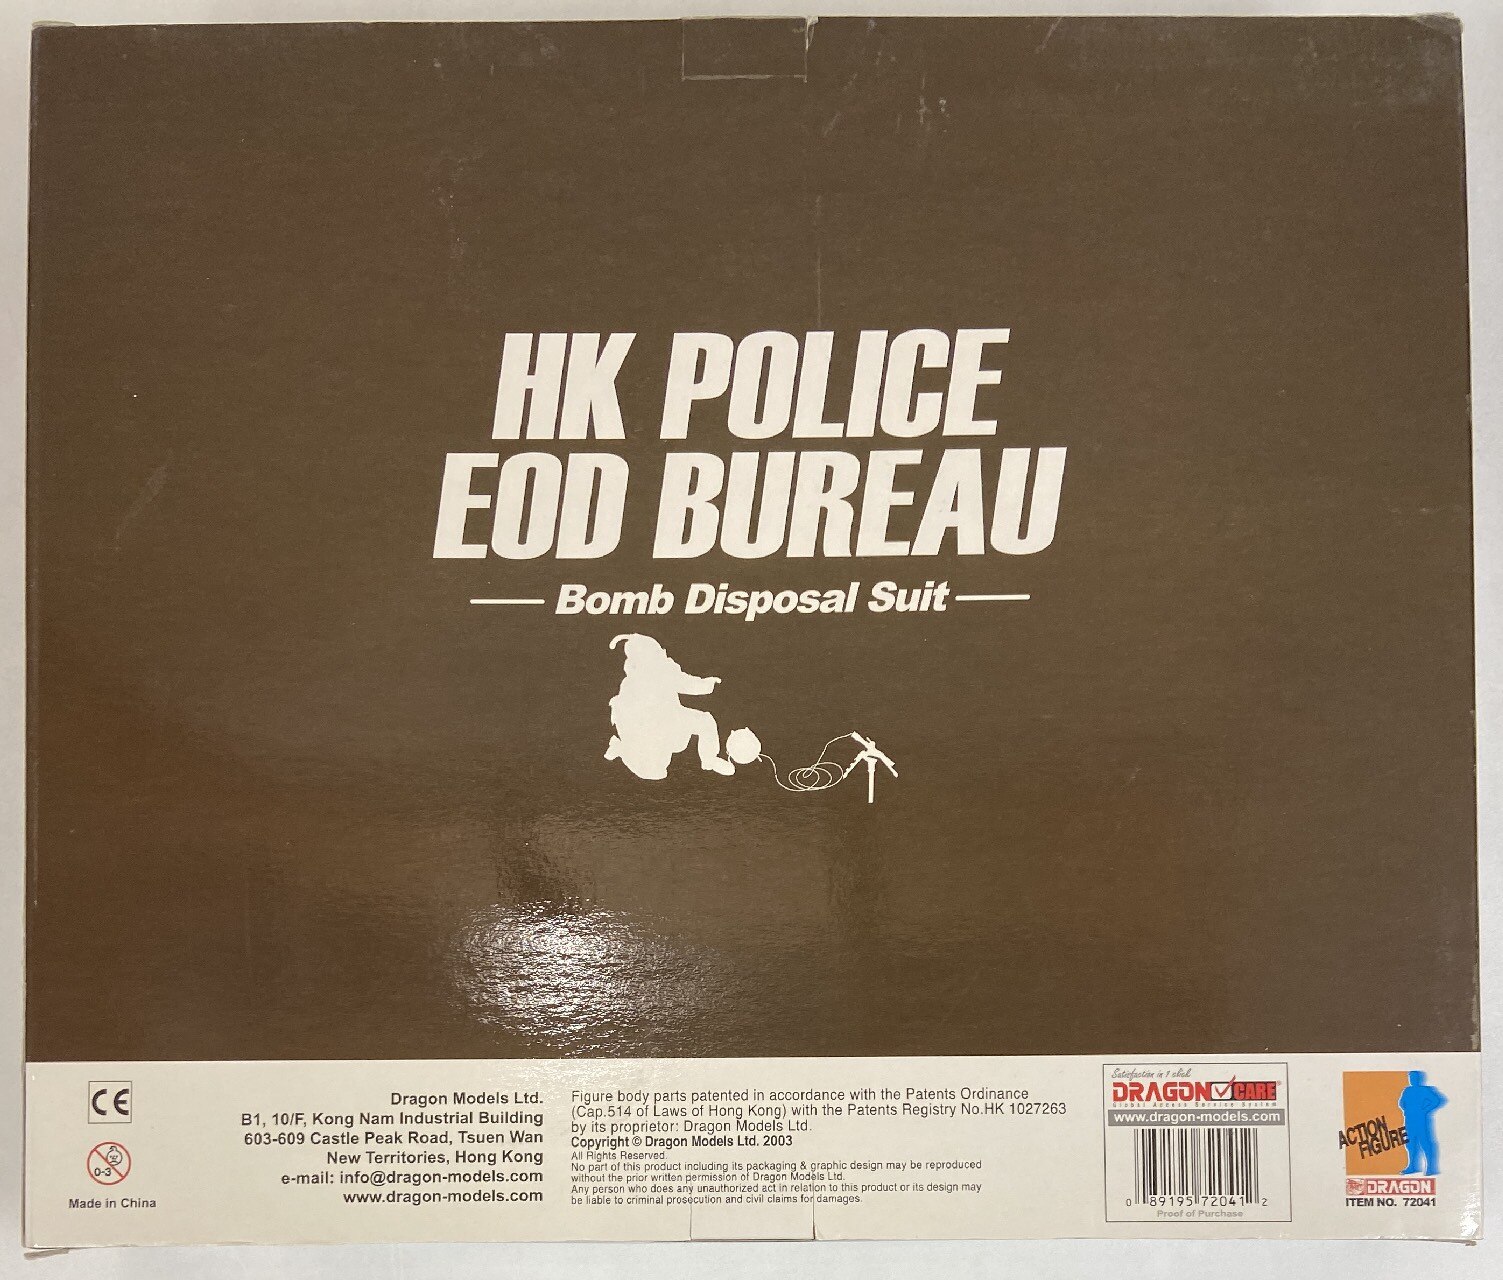 HK POLICE
EOD BUREAU
Bomb Disposal Suit
CE
0-3
Made in China
Dragon Models Ltd.
B1, 10/F, Kong Nam Industrial Building
603-609 Castle Peak Road, Tsuen Wan
New Territories, Hong Kong
e-mail: info@dragon-models.com
www.dragon-models.com
Figure body parts patented in accordance with the Patents Ordinance
(Cap.514 of Laws of Hong Kong) with the Patents Registry No.HK 1027263
by its proprietor: Dragon Models Ltd.
Copyright © Dragon Models Ltd. 2003
All Rights Reserved.
No part of this product including its packaging & graphic design may be reproduced
without the prior written permission of Dragon Models Ltd.
Any person who does any unauthorized act in relation to this product or its design may
be liable to criminal prosecution and civil claims for damages.
Satisfaction in 1 click
DRAGON CARE
Global Access Service System
www.dragon-models.com
0 89195 72041 2
Proof of Purchase
ACTION
FIGURE
DRAGON
ITEM NO. 72041